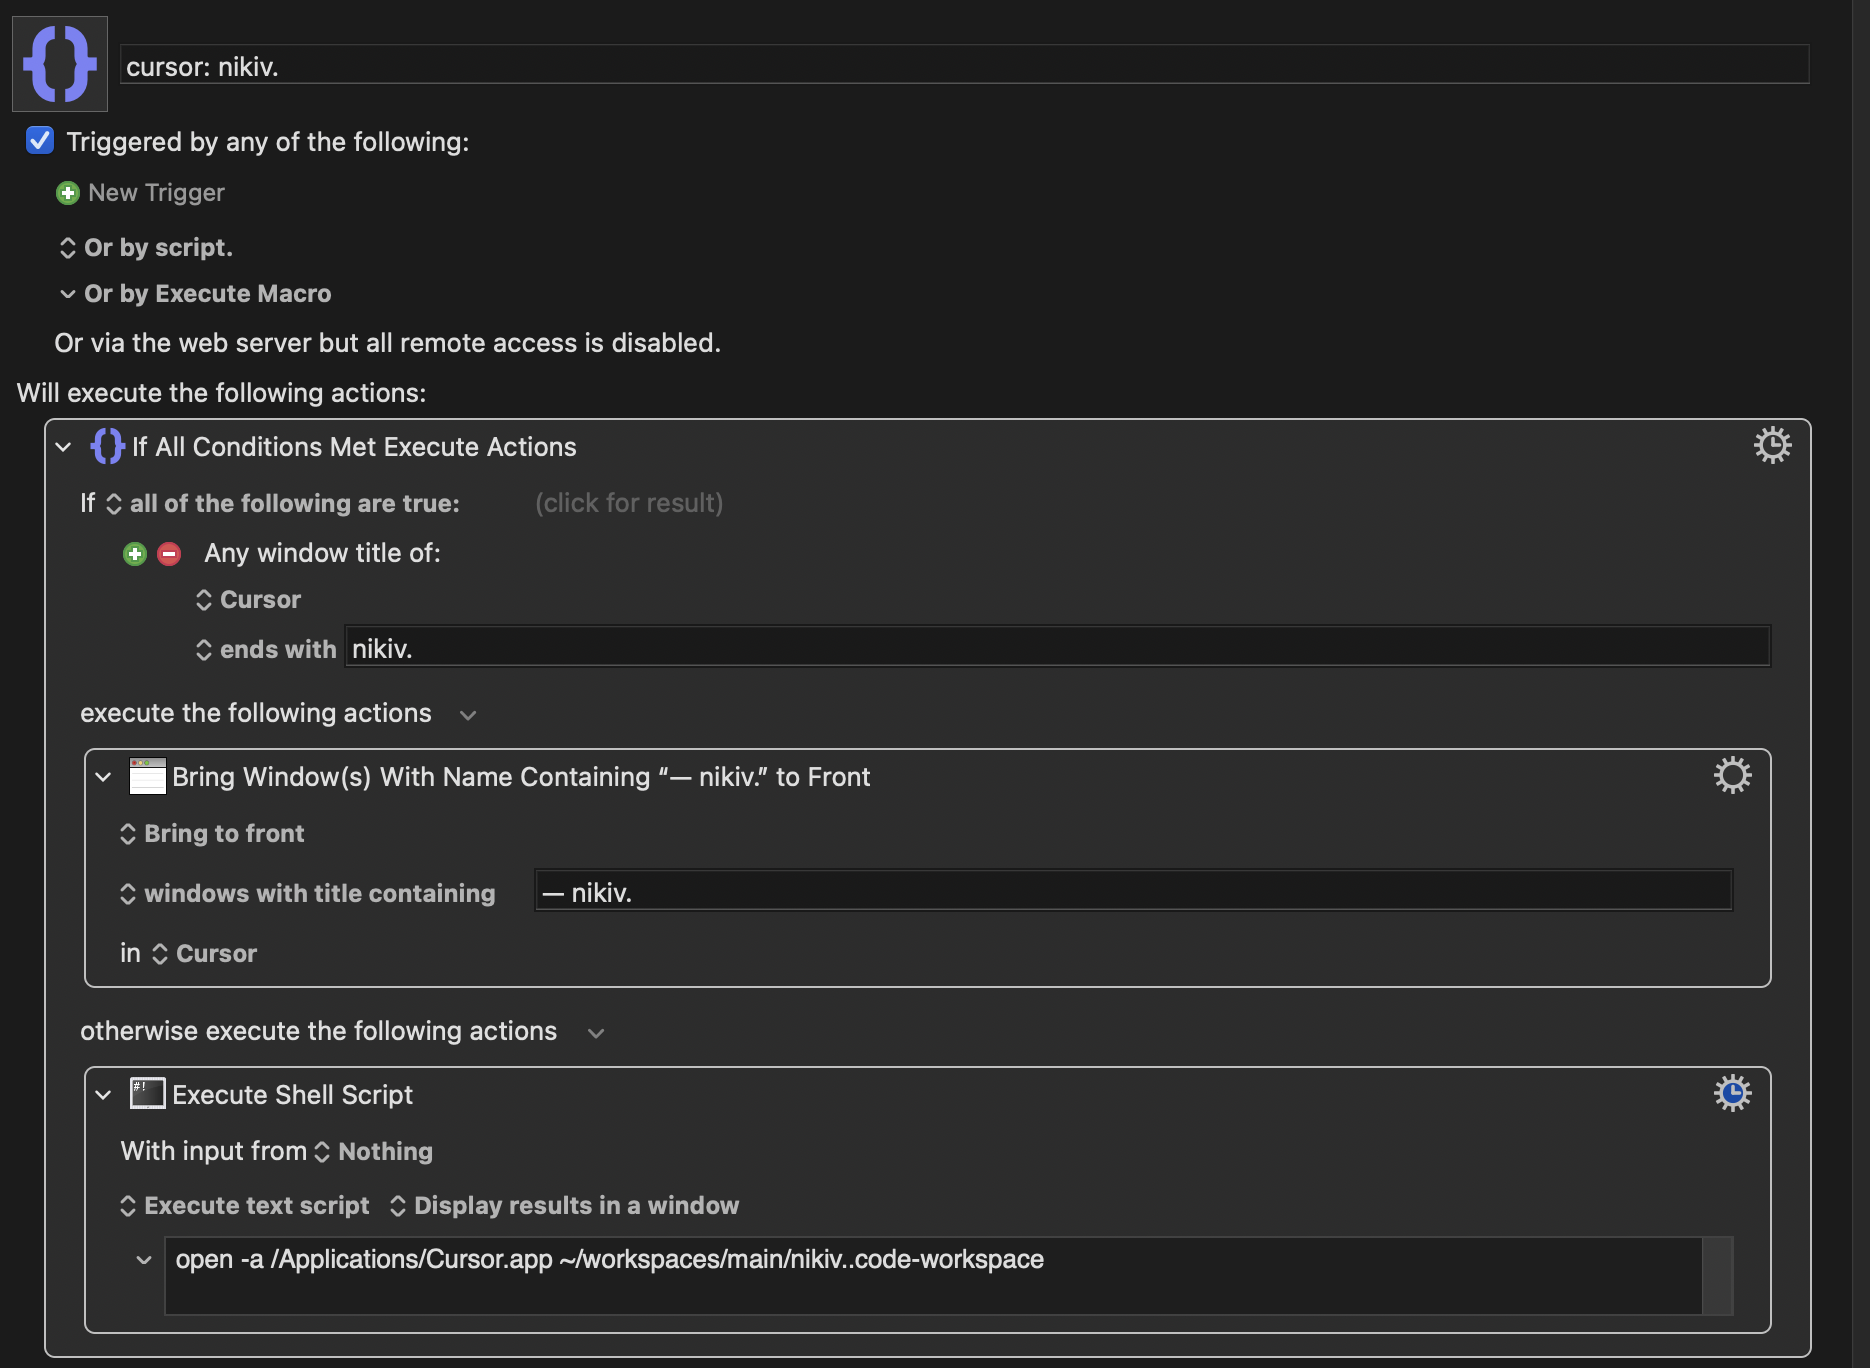 cursor: nikiv.
Triggered by any of the following:
New Trigger
Or by script.
Or by Execute Macro
Or via the web server but all remote access is disabled.
Will execute the following actions:
If All Conditions Met Execute Actions
If all of the following are true: (click for result)
Any window title of:
Cursor
ends with nikiv.
execute the following actions
Bring Window(s) With Name Containing “— nikiv.” to Front
Bring to front
windows with title containing — nikiv.
in Cursor
otherwise execute the following actions
#! Execute Shell Script
With input from Nothing
Execute text script Display results in a window
open -a /Applications/Cursor.app ~/workspaces/main/nikiv..code-workspace